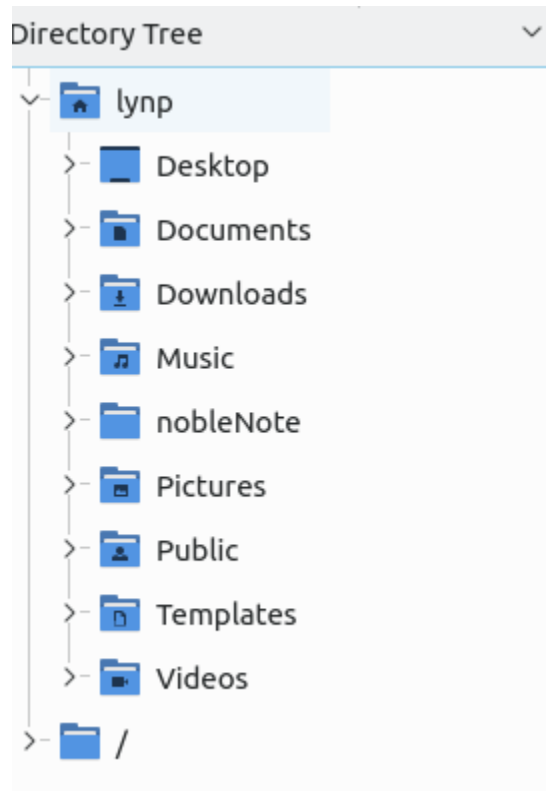 Directory Tree
lynp
Desktop
Documents
Downloads
Music
nobleNote
Pictures
Public
Templates
Videos
/